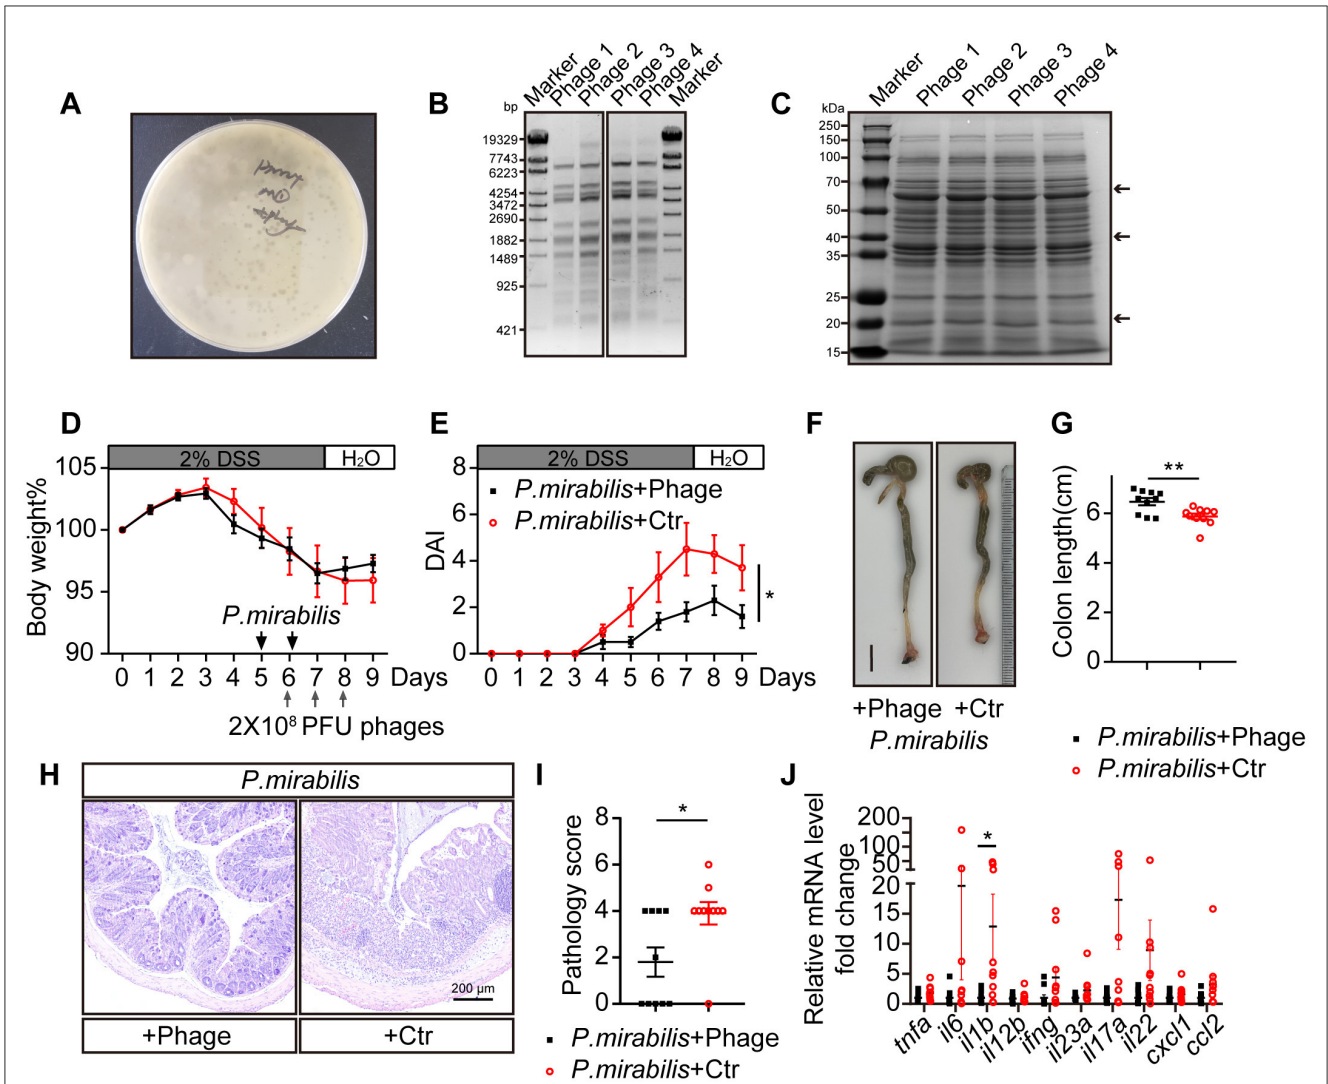 A
B
C
bp
Marker
Phage 1
Phage 2
Phage 3
Phage 4
Marker
19329
7743
6223
4254
3472
2690
1882
1489
925
421
kDa
Marker
Phage 1
Phage 2
Phage 3
Phage 4
250
150
100
70
50
40
35
25
20
15
D
2% DSS
H₂O
Body weight%
105
100
95
90
P.mirabilis
0 1 2 3 4 5 6 7 8 9 Days
2X10⁸ PFU phages
E
2% DSS
H₂O
P.mirabilis+Phage
P.mirabilis+Ctr
DAI
8
6
4
2
0
*
0 1 2 3 4 5 6 7 8 9 Days
F
+Phage +Ctr
P.mirabilis
G
Colon length(cm)
6
4
2
0
**
P.mirabilis+Phage
P.mirabilis+Ctr
H
P.mirabilis
200 µm
+Phage
+Ctr
I
Pathology score
8
6
4
2
0
*
P.mirabilis+Phage
P.mirabilis+Ctr
J
Relative mRNA level
fold change
200
150
100
50
20
15
10
5
0
*
tnfa
il6
il1b
il12b
ifng
il23a
il17a
il22
cxcl1
ccl2